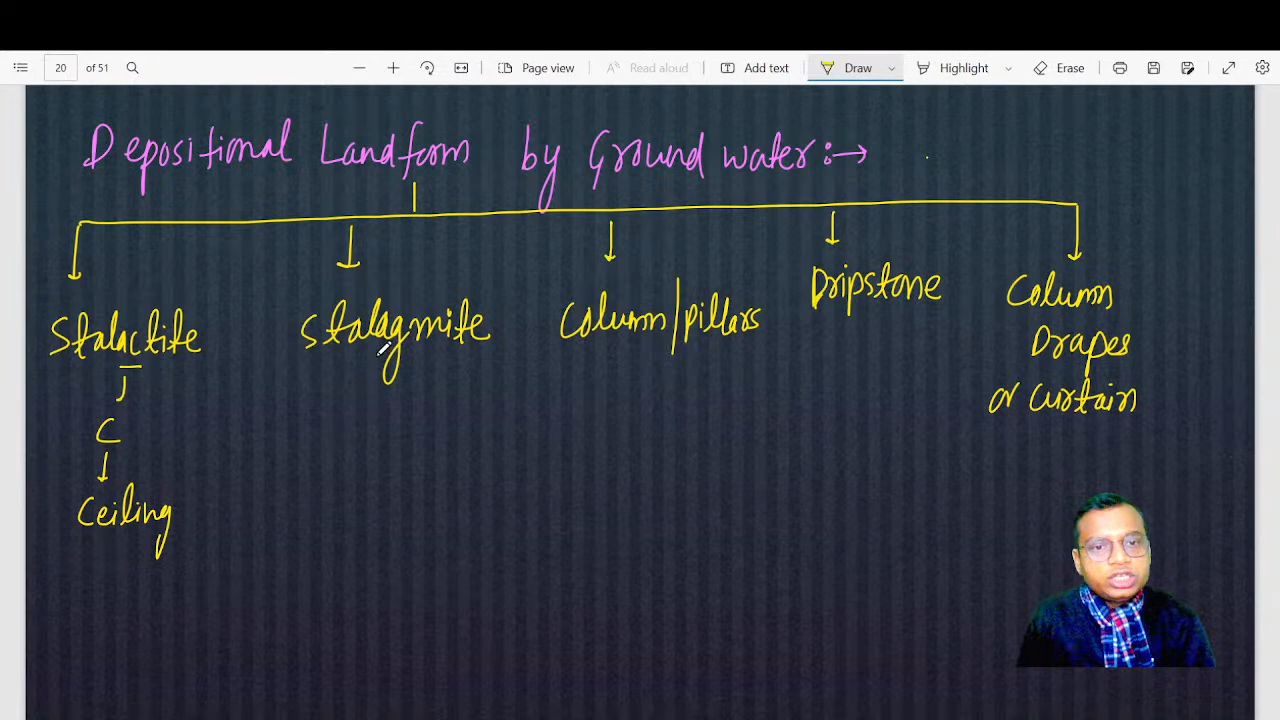 20 of 51 Page view Read aloud Add text Draw Highlight Erase
Depositional Landform by Ground water:→
Stalactite Stalagmite Column/pillars Dripstone Column
Drapes
or Curtain
C
Ceiling